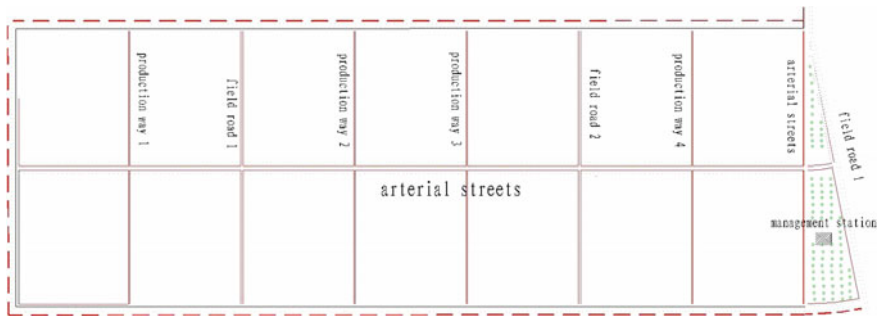 production way 1
field road 1
production way 2
production way 3
field road 2
production way 4
arterial streets
field road 1
arterial streets
management station